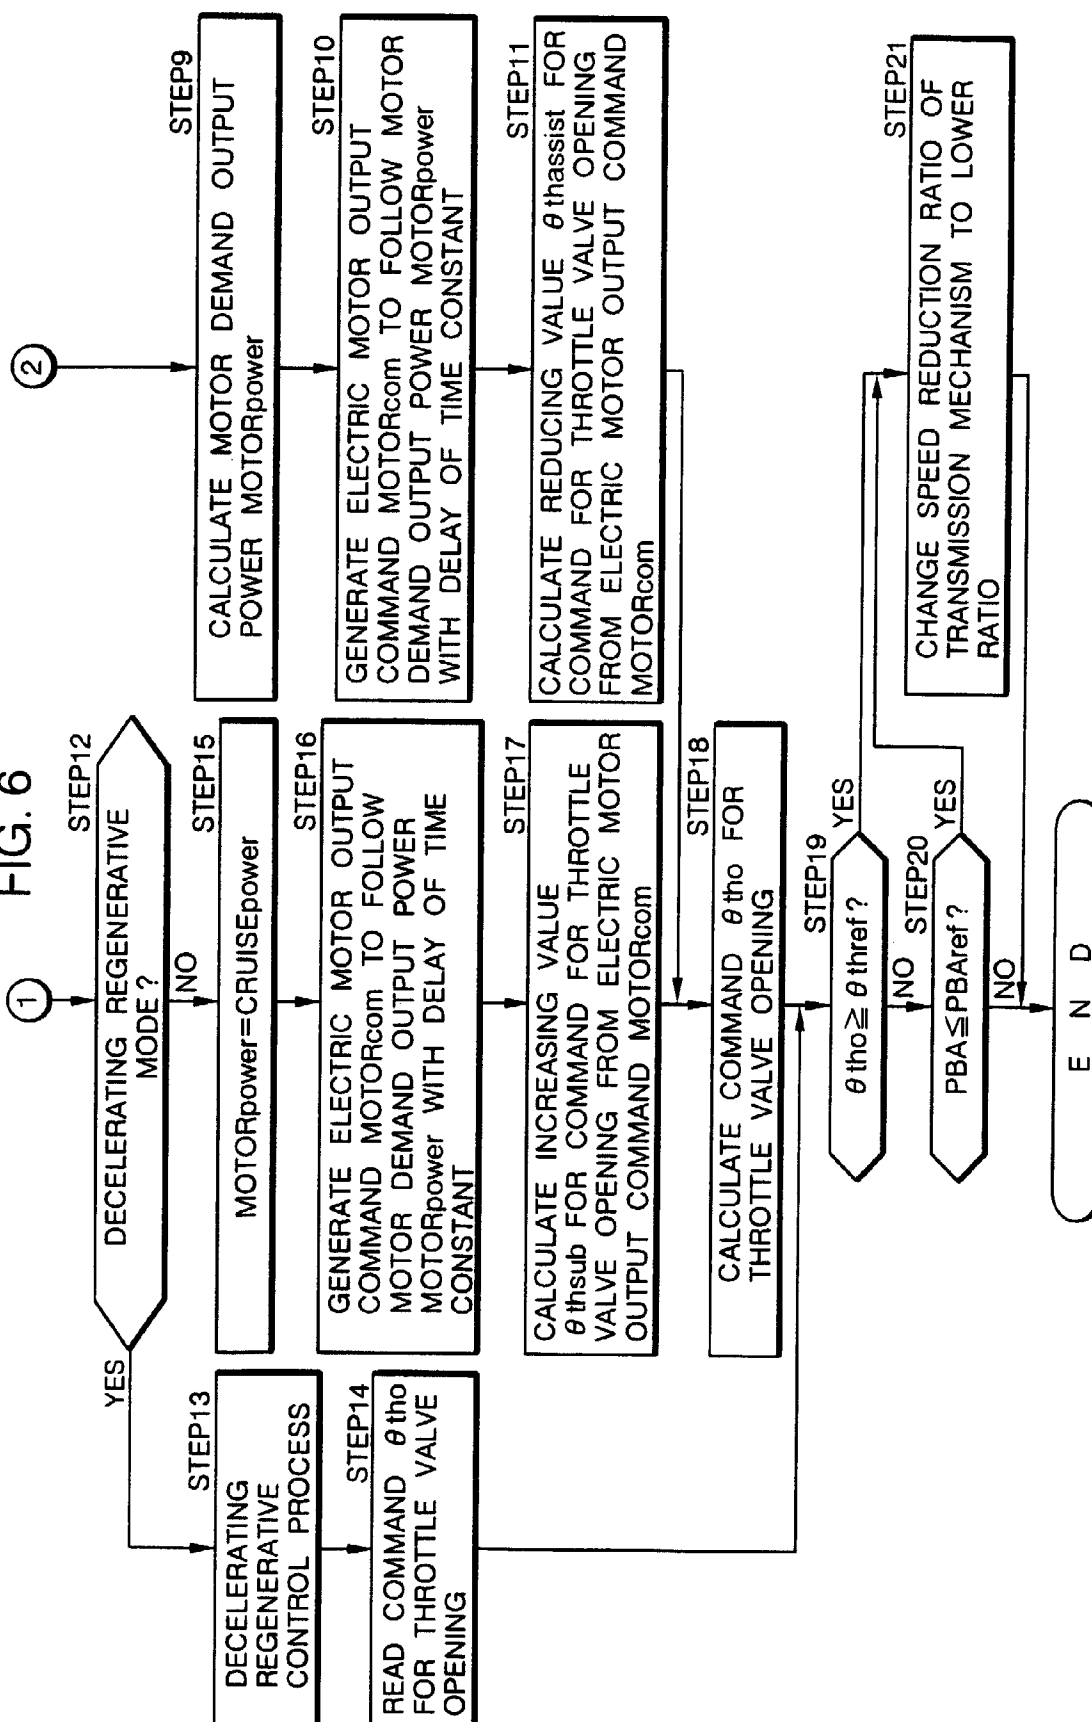 FIG. 6
1
STEP12
DECELERATING REGENERATIVE
MODE?
YES
NO
STEP13
DECELERATING
REGENERATIVE
CONTROL PROCESS
STEP14
READ COMMAND θtho
FOR THROTTLE VALVE
OPENING
STEP15
MOTORpower=CRUISEpower
STEP16
GENERATE ELECTRIC MOTOR OUTPUT
COMMAND MOTORcom TO FOLLOW
MOTOR DEMAND OUTPUT POWER
MOTORpower WITH DELAY OF TIME
CONSTANT
STEP17
CALCULATE INCREASING VALUE
θthsub FOR COMMAND FOR THROTTLE
VALVE OPENING FROM ELECTRIC MOTOR
OUTPUT COMMAND MOTORcom
2
STEP9
CALCULATE MOTOR DEMAND OUTPUT
POWER MOTORpower
STEP10
GENERATE ELECTRIC MOTOR OUTPUT
COMMAND MOTORcom TO FOLLOW MOTOR
DEMAND OUTPUT POWER MOTORpower
WITH DELAY OF TIME CONSTANT
STEP11
CALCULATE REDUCING VALUE θthassist FOR
COMMAND FOR THROTTLE VALVE OPENING
FROM ELECTRIC MOTOR OUTPUT COMMAND
MOTORcom
STEP18
CALCULATE COMMAND θtho FOR
THROTTLE VALVE OPENING
STEP19
θtho≧θthref?
YES
NO
STEP20
PBA≦PBAref?
YES
NO
STEP21
CHANGE SPEED REDUCTION RATIO OF
TRANSMISSION MECHANISM TO LOWER
RATIO
E N D